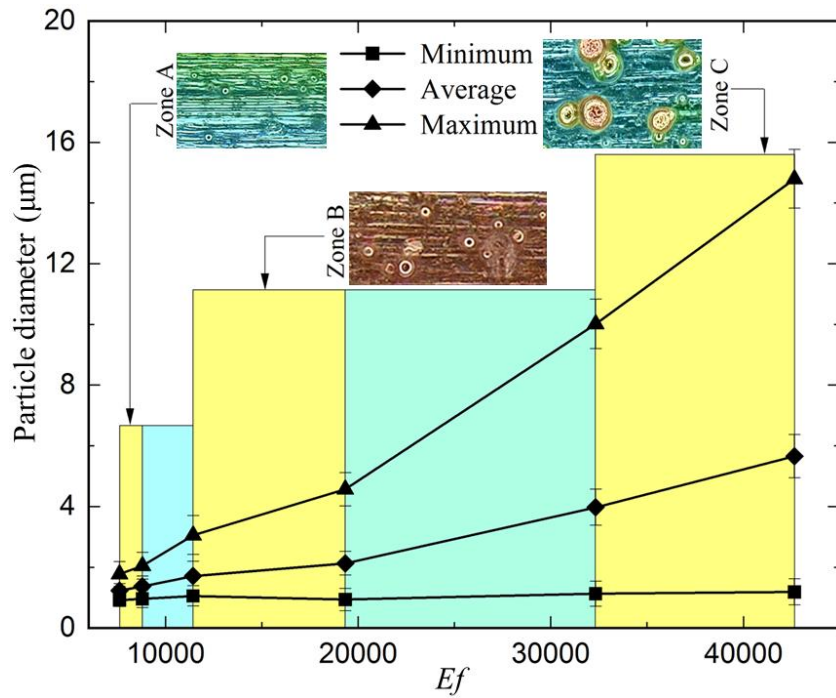 20
16
12
8
4
0
Particle diameter (μm)
Zone A
Minimum
Average
Maximum
Zone C
Zone B
10000 20000 30000 40000
Ef